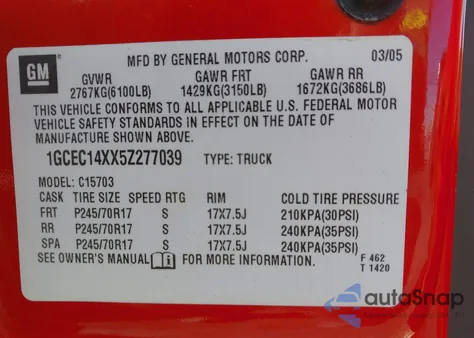 GM
MFD BY GENERAL MOTORS CORP. 03/05
GVWR GAWR FRT GAWR RR
2767KG(6100LB) 1429KG(3150LB) 1672KG(3686LB)
THIS VEHICLE CONFORMS TO ALL APPLICABLE U.S. FEDERAL MOTOR
VEHICLE SAFETY STANDARDS IN EFFECT ON THE DATE OF
MANUFACTURE SHOWN ABOVE.
1GCEC14XX5Z277039 TYPE: TRUCK
MODEL: C15703
CASK TIRE SIZE SPEED RTG RIM COLD TIRE PRESSURE
FRT P245/70R17 S 17X7.5J 210KPA(30PSI)
RR P245/70R17 S 17X7.5J 240KPA(35PSI)
SPA P245/70R17 S 17X7.5J 240KPA(35PSI)
SEE OWNER'S MANUAL FOR MORE INFORMATION.
F 462
T 1420
autoSnap